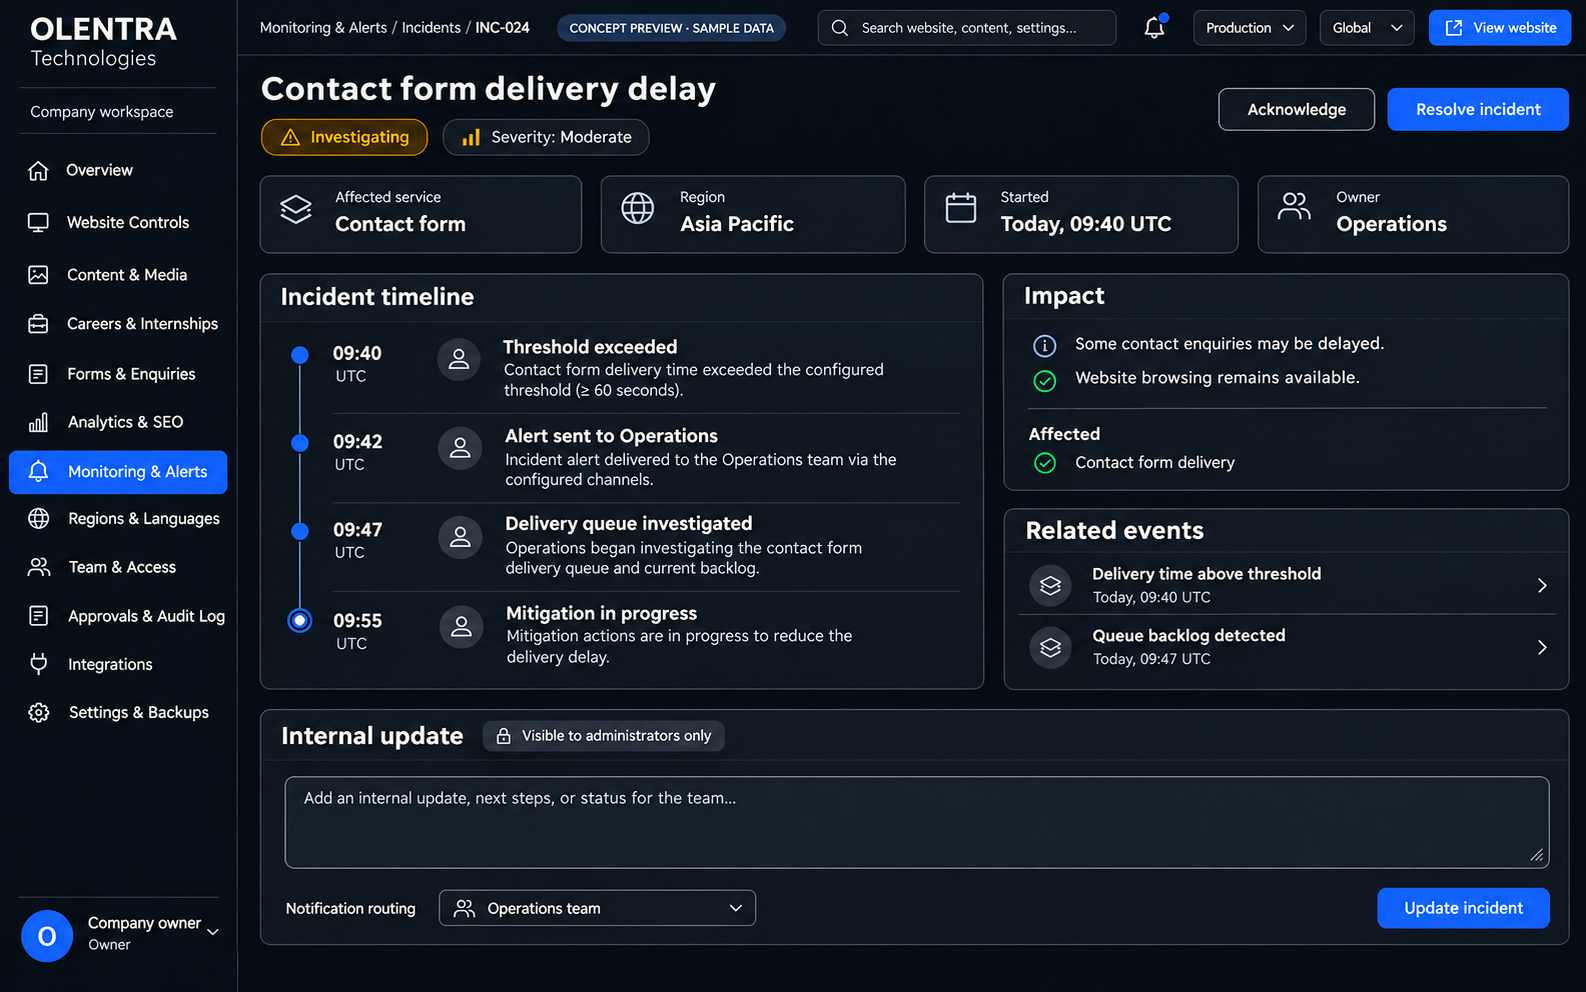 OLENTRA
Technologies
Company workspace
Overview
Website Controls
Content & Media
Careers & Internships
Forms & Enquiries
Analytics & SEO
Monitoring & Alerts
Regions & Languages
Team & Access
Approvals & Audit Log
Integrations
Settings & Backups
O
Company owner
Owner
Monitoring & Alerts / Incidents / INC-024
CONCEPT PREVIEW · SAMPLE DATA
Search website, content, settings...
Production
Global
View website
Contact form delivery delay
Investigating
Severity: Moderate
Acknowledge
Resolve incident
Affected service
Contact form
Region
Asia Pacific
Started
Today, 09:40 UTC
Owner
Operations
Incident timeline
09:40
UTC
Threshold exceeded
Contact form delivery time exceeded the configured
threshold (≥ 60 seconds).
09:42
UTC
Alert sent to Operations
Incident alert delivered to the Operations team via the
configured channels.
09:47
UTC
Delivery queue investigated
Operations began investigating the contact form
delivery queue and current backlog.
09:55
UTC
Mitigation in progress
Mitigation actions are in progress to reduce the
delivery delay.
Impact
Some contact enquiries may be delayed.
Website browsing remains available.
Affected
Contact form delivery
Related events
Delivery time above threshold
Today, 09:40 UTC
Queue backlog detected
Today, 09:47 UTC
Internal update
Visible to administrators only
Add an internal update, next steps, or status for the team...
Notification routing
Operations team
Update incident